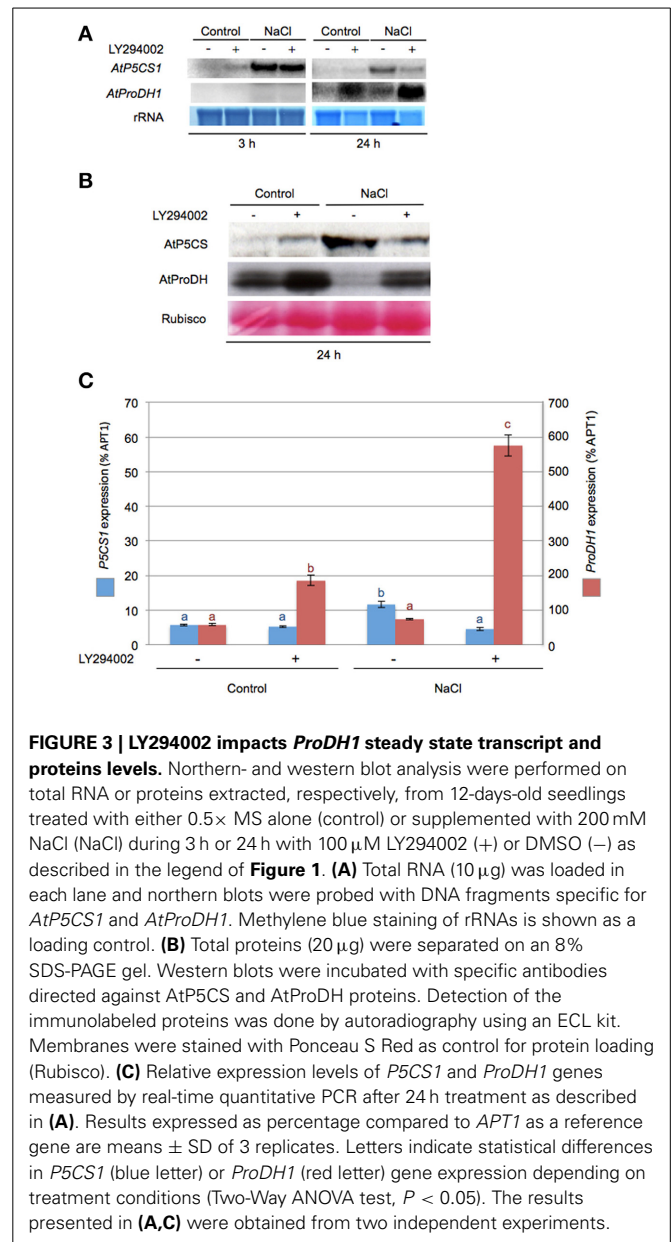 A
Control NaCl Control NaCl
LY294002 - + - + - + - +
AtP5CS1
AtProDH1
rRNA
3 h 24 h
B
Control NaCl
LY294002 - + - +
AtP5CS
AtProDH
Rubisco
24 h
C
70 700
60 600
50 500
40 400
30 300
20 200
10 100
0 0
P5CS1 expression (% APT1)
ProDH1 expression (% APT1)
a a a b b a a c
LY294002 - + - +
Control NaCl
FIGURE 3 | LY294002 impacts ProDH1 steady state transcript and
proteins levels. Northern- and western blot analysis were performed on
total RNA or proteins extracted, respectively, from 12-days-old seedlings
treated with either 0.5× MS alone (control) or supplemented with 200 mM
NaCl (NaCl) during 3 h or 24 h with 100 μM LY294002 (+) or DMSO (−) as
described in the legend of Figure 1. (A) Total RNA (10 μg) was loaded in
each lane and northern blots were probed with DNA fragments specific for
AtP5CS1 and AtProDH1. Methylene blue staining of rRNAs is shown as a
loading control. (B) Total proteins (20 μg) were separated on an 8%
SDS-PAGE gel. Western blots were incubated with specific antibodies
directed against AtP5CS and AtProDH proteins. Detection of the
immunolabeled proteins was done by autoradiography using an ECL kit.
Membranes were stained with Ponceau S Red as control for protein loading
(Rubisco). (C) Relative expression levels of P5CS1 and ProDH1 genes
measured by real-time quantitative PCR after 24 h treatment as described
in (A). Results expressed as percentage compared to APT1 as a reference
gene are means ± SD of 3 replicates. Letters indicate statistical differences
in P5CS1 (blue letter) or ProDH1 (red letter) gene expression depending on
treatment conditions (Two-Way ANOVA test, P < 0.05). The results
presented in (A,C) were obtained from two independent experiments.